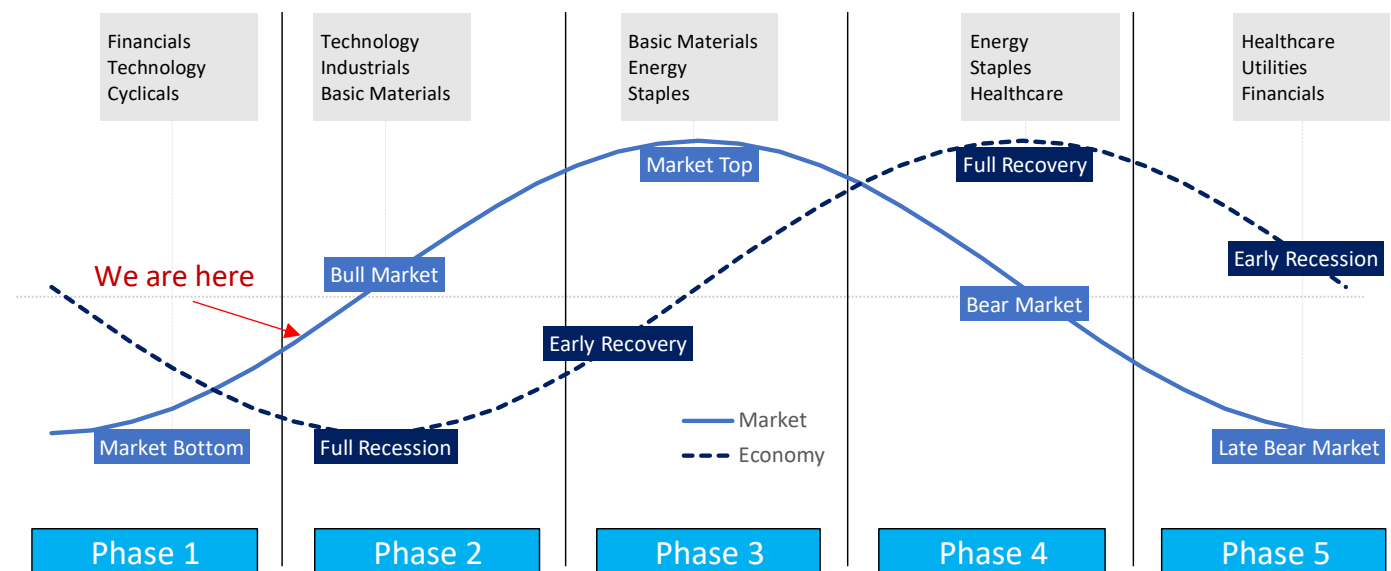 Financials
Technology
Cyclicals
Technology
Industrials
Basic Materials
Basic Materials
Energy
Staples
Energy
Staples
Healthcare
Healthcare
Utilities
Financials
Market Top
Full Recovery
We are here
Bull Market
Early Recession
Bear Market
Early Recovery
Market
Economy
Market Bottom
Full Recession
Late Bear Market
Phase 1
Phase 2
Phase 3
Phase 4
Phase 5